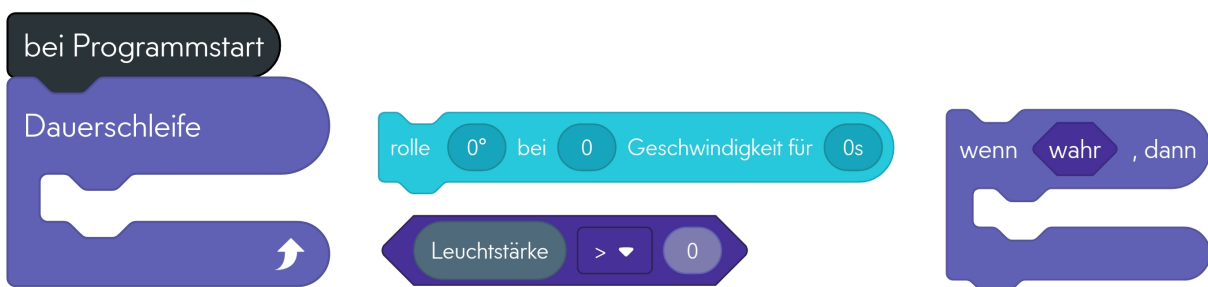 bei Programmstart
Dauerschleife
rolle 0° bei 0 Geschwindigkeit für 0s
Leuchtstärke > 0
wenn wahr , dann